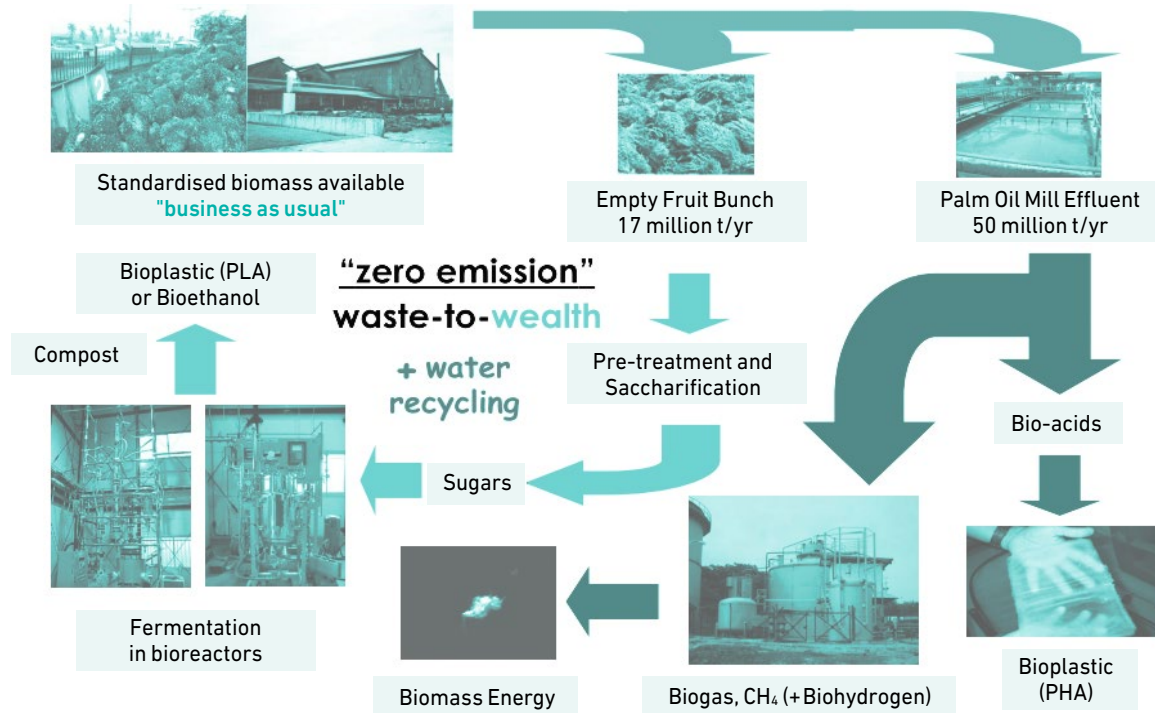 Standardised biomass available
"business as usual"
Empty Fruit Bunch
17 million t/yr
Palm Oil Mill Effluent
50 million t/yr
Bioplastic (PLA)
or Bioethanol
"zero emission"
waste-to-wealth
+ water
recycling
Compost
Pre-treatment and
Saccharification
Bio-acids
Sugars
Fermentation
in bioreactors
Biomass Energy
Biogas, CH₄ (+Biohydrogen)
Bioplastic
(PHA)